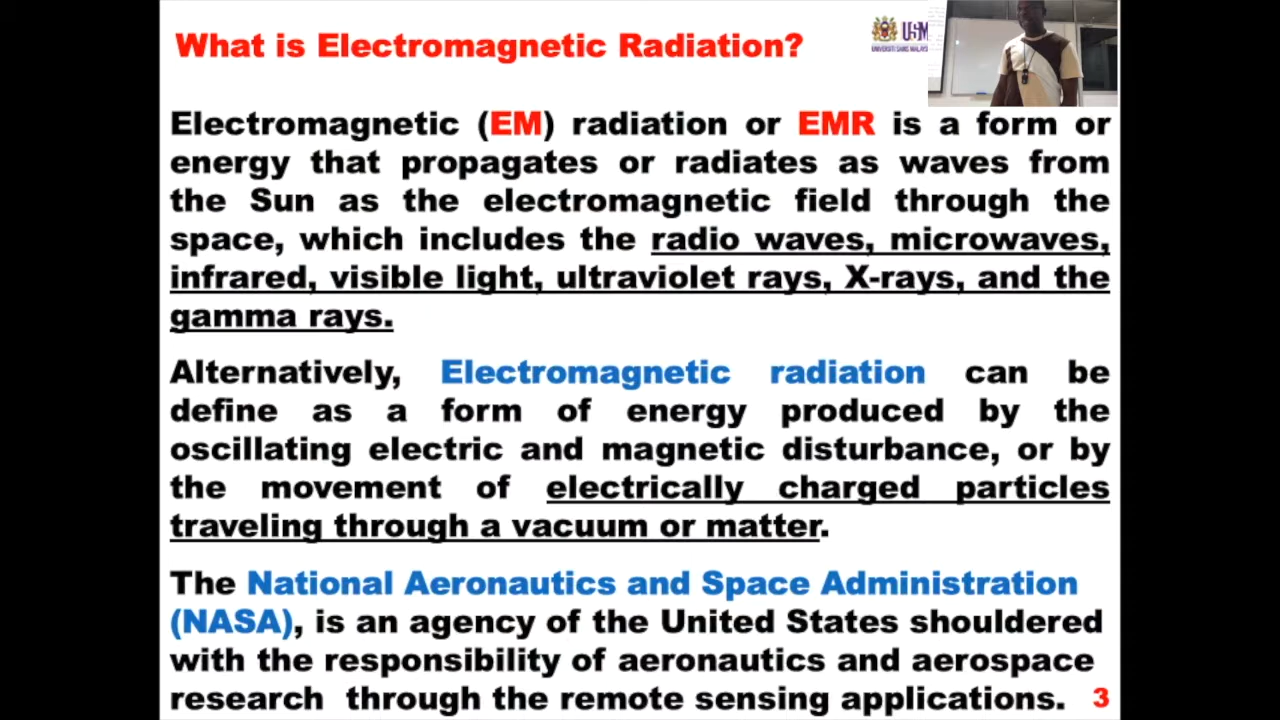 What is Electromagnetic Radiation?
USM
UNIVERSITI SAINS MALAYS
Electromagnetic (EM) radiation or EMR is a form or
energy that propagates or radiates as waves from
the Sun as the electromagnetic field through the
space, which includes the radio waves, microwaves,
infrared, visible light, ultraviolet rays, X-rays, and the
gamma rays.
Alternatively, Electromagnetic radiation can be
define as a form of energy produced by the
oscillating electric and magnetic disturbance, or by
the movement of electrically charged particles
traveling through a vacuum or matter.
The National Aeronautics and Space Administration
(NASA), is an agency of the United States shouldered
with the responsibility of aeronautics and aerospace
research through the remote sensing applications.
3